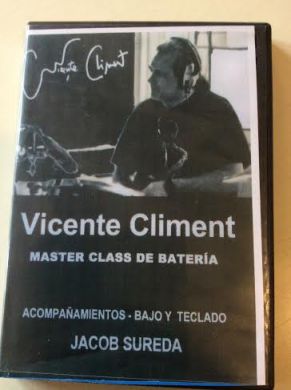 Vicente Climent
Vicente Climent
MASTER CLASS DE BATERÍA
ACOMPAÑAMIENTOS - BAJO Y TECLADO
JACOB SUREDA